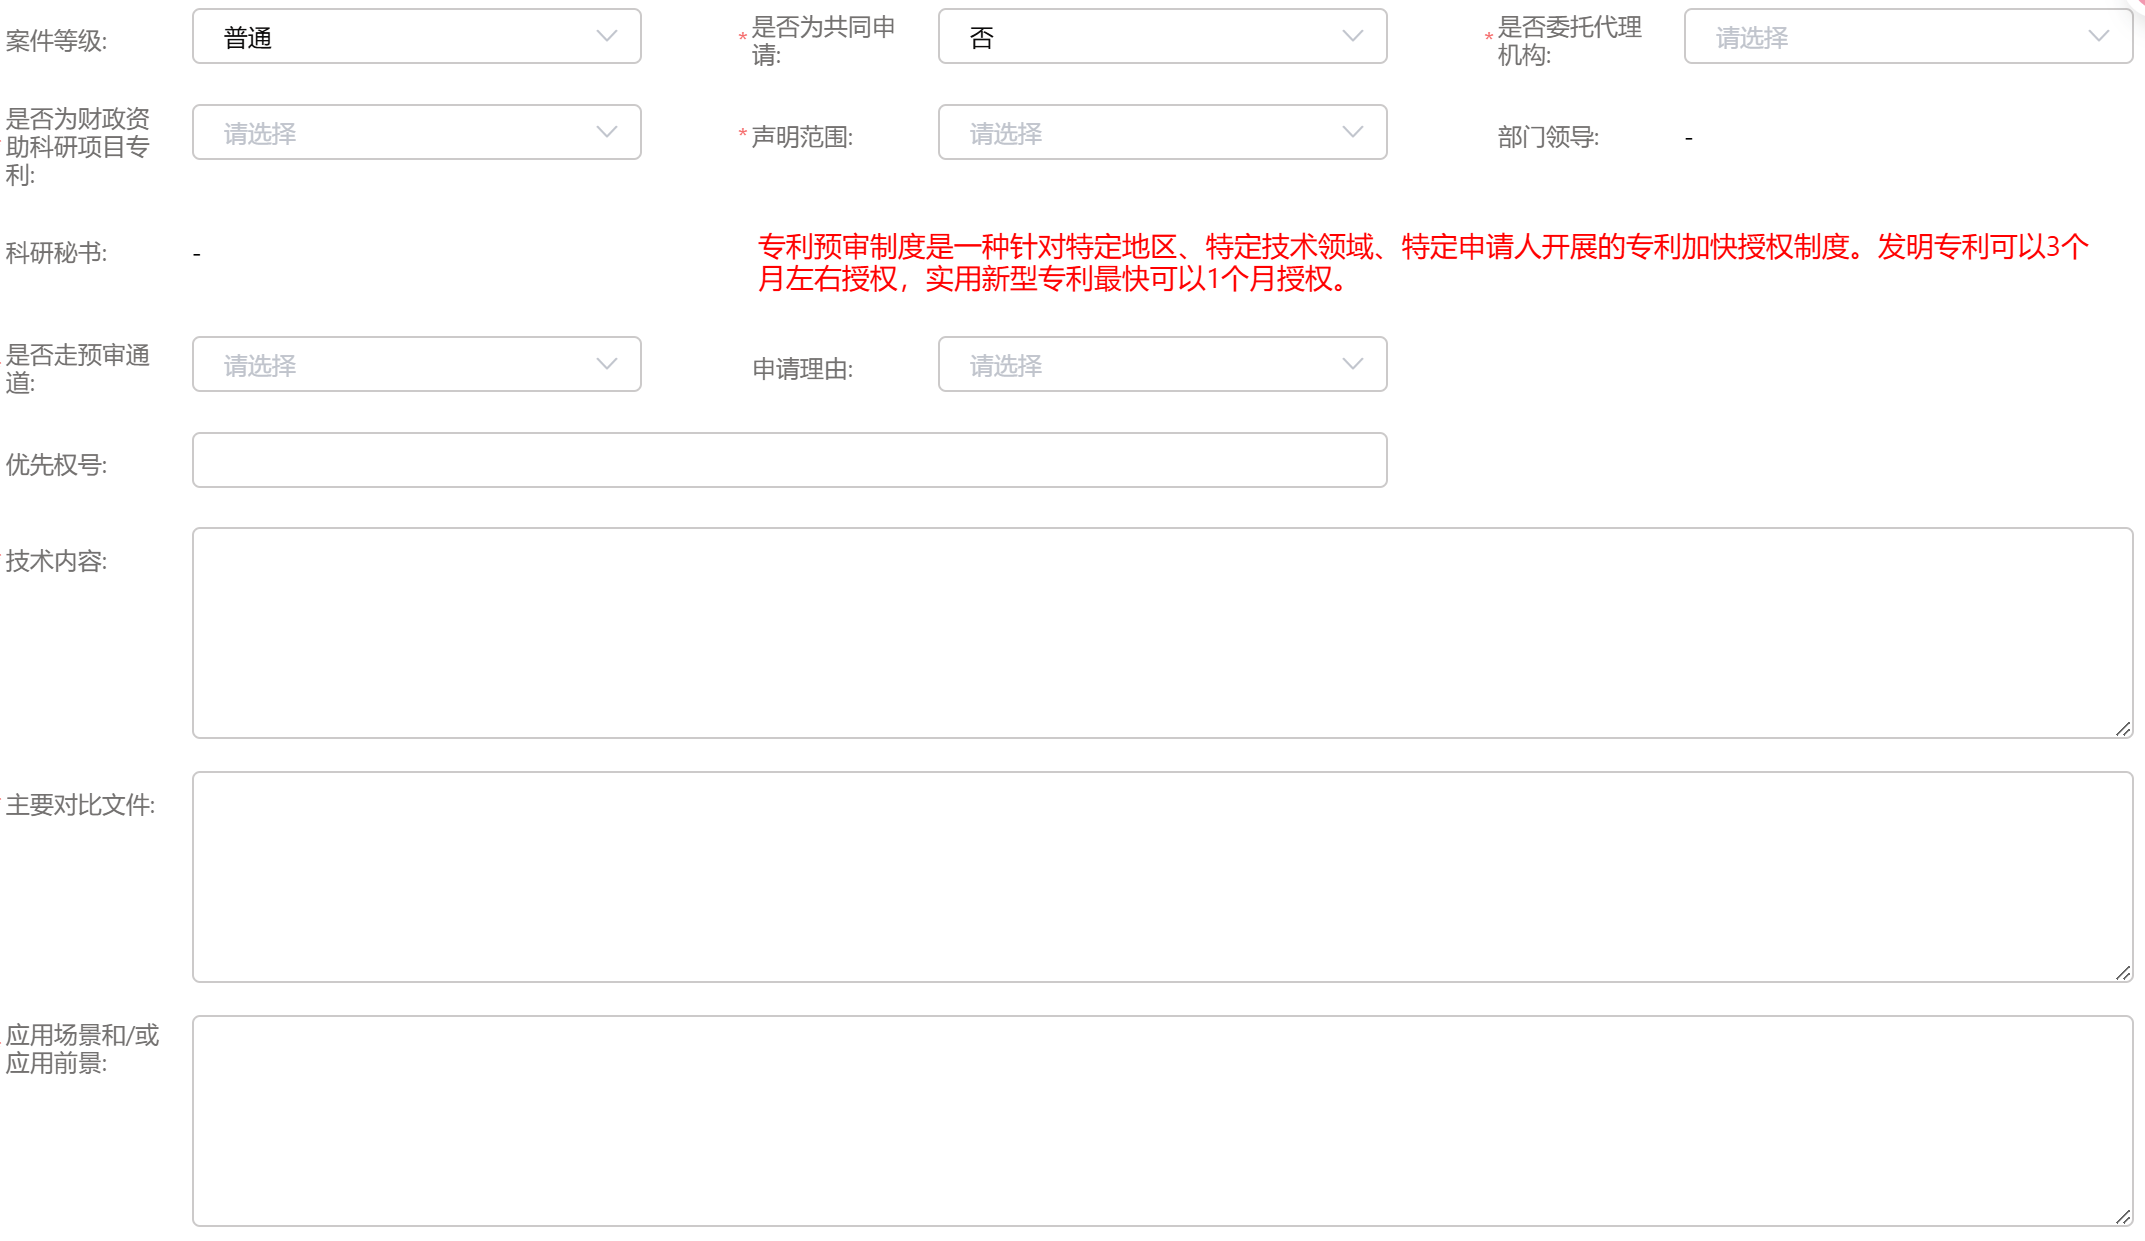 案件等级:
普通
* 是否为共同申
请:
否
* 是否委托代理
机构:
请选择
是否为财政资
助科研项目专
利:
请选择
* 声明范围:
请选择
部门领导:
-
科研秘书:
-
专利预审制度是一种针对特定地区、特定技术领域、特定申请人开展的专利加快授权制度。发明专利可以3个
月左右授权，实用新型专利最快可以1个月授权。
是否走预审通
道:
请选择
申请理由:
请选择
优先权号:
技术内容:
主要对比文件:
应用场景和/或
应用前景: